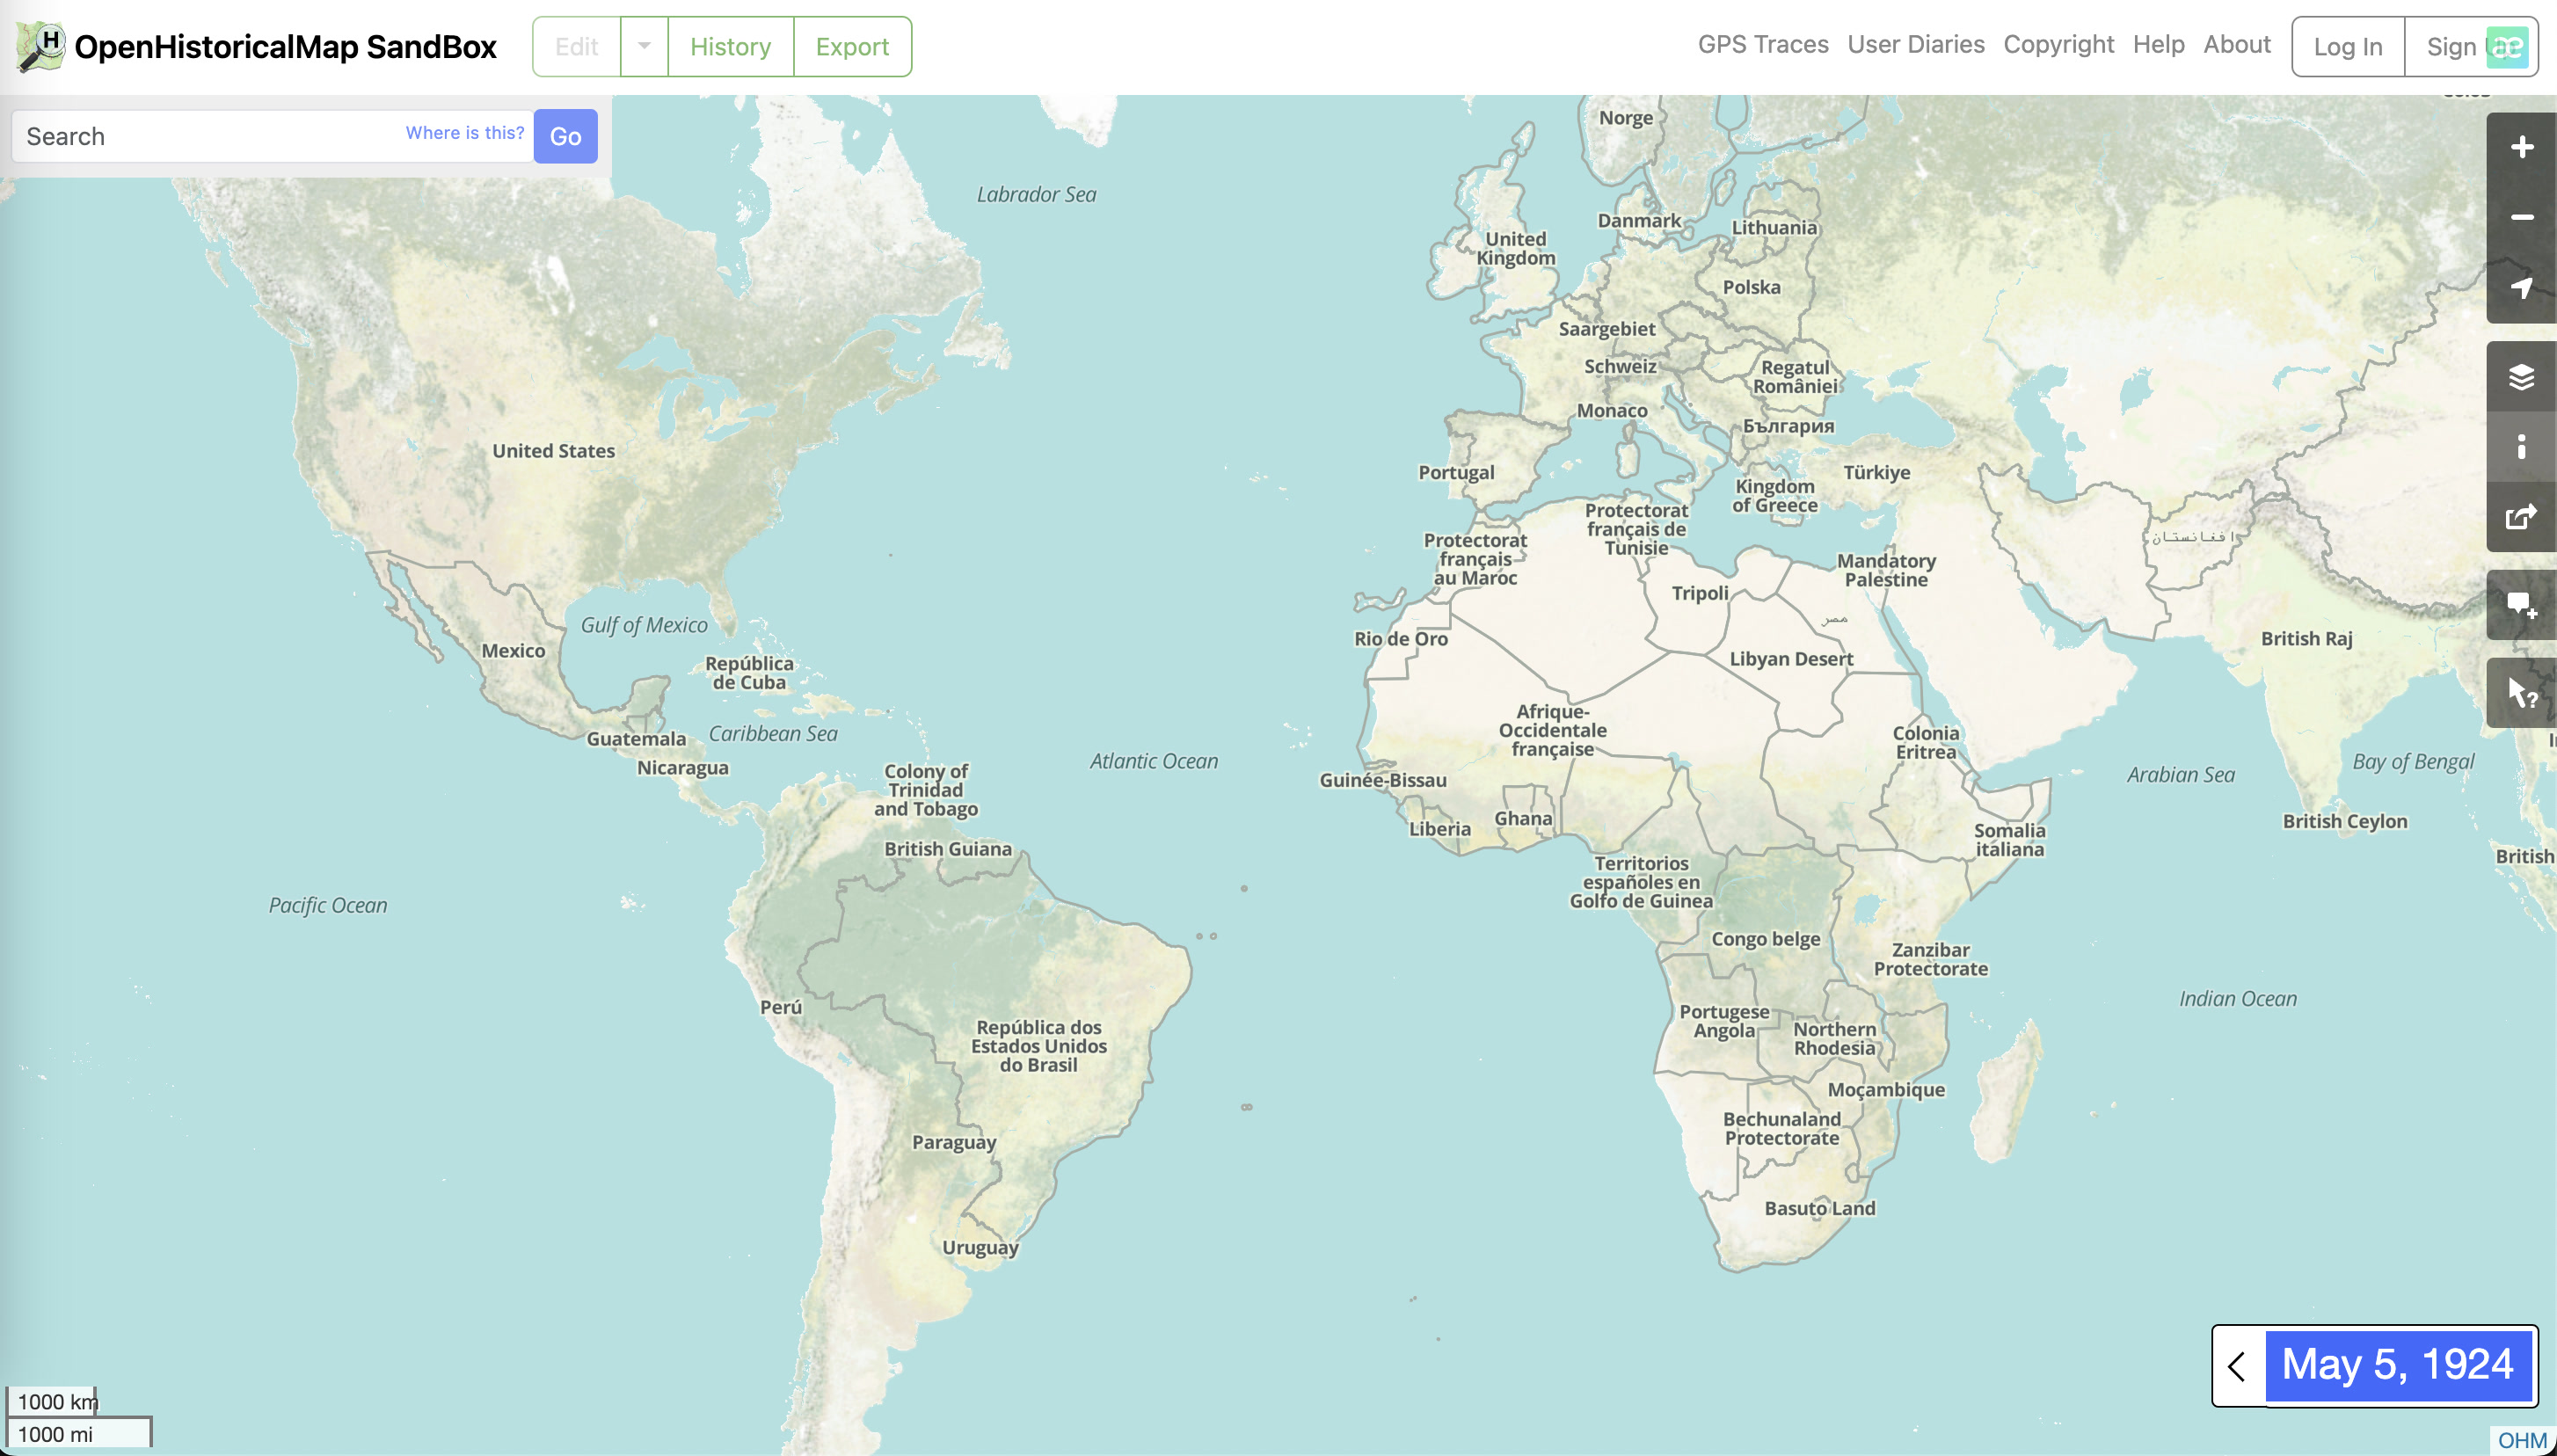 OpenHistoricalMap SandBox
Edit
History
Export
GPS Traces
User Diaries
Copyright
Help
About
Log In
Sign
æ
Search
Where is this?
Go
Norge
Labrador Sea
Danmark
Lithuania
United
Kingdom
Polska
Saargebiet
Schweiz
Regatul
României
Monaco
България
United States
Portugal
Türkiye
Kingdom
of Greece
Protectorat
français de
Tunisie
Protectorat
français
au Maroc
افغانستان
Mandatory
Palestine
Tripoli
مصر
Gulf of Mexico
Rio de Oro
British Raj
Mexico
Libyan Desert
República
de Cuba
Afrique-
Occidentale
française
Guatemala
Caribbean Sea
Colonia
Eritrea
Nicaragua
Atlantic Ocean
Bay of Bengal
Arabian Sea
Colony of
Trinidad
and Tobago
Guinée-Bissau
Liberia
Ghana
British Ceylon
Somalia
italiana
British Guiana
British
Territorios
españoles en
Golfo de Guinea
Pacific Ocean
Congo belge
Zanzibar
Protectorate
Indian Ocean
Perú
Portugese
Angola
República dos
Estados Unidos
do Brasil
Northern
Rhodesia
Moçambique
Bechunaland
Protectorate
Paraguay
Basuto Land
Uruguay
May 5, 1924
1000 km
1000 mi
OHM